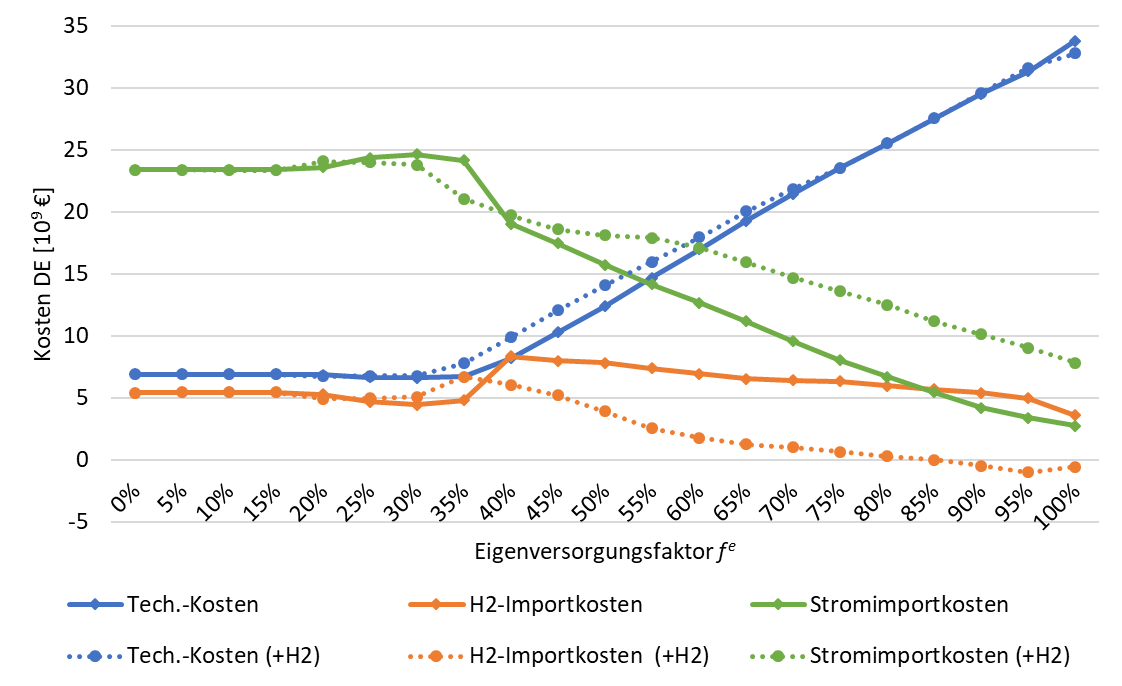 35
30
25
20
15
10
5
0
-5
Kosten DE [10⁹ €]
0% 5% 10% 15% 20% 25% 30% 35% 40% 45% 50% 55% 60% 65% 70% 75% 80% 85% 90% 95% 100%
Eigenversorgungsfaktor fᵉ
Tech.-Kosten H2-Importkosten Stromimportkosten
Tech.-Kosten (+H2) H2-Importkosten (+H2) Stromimportkosten (+H2)